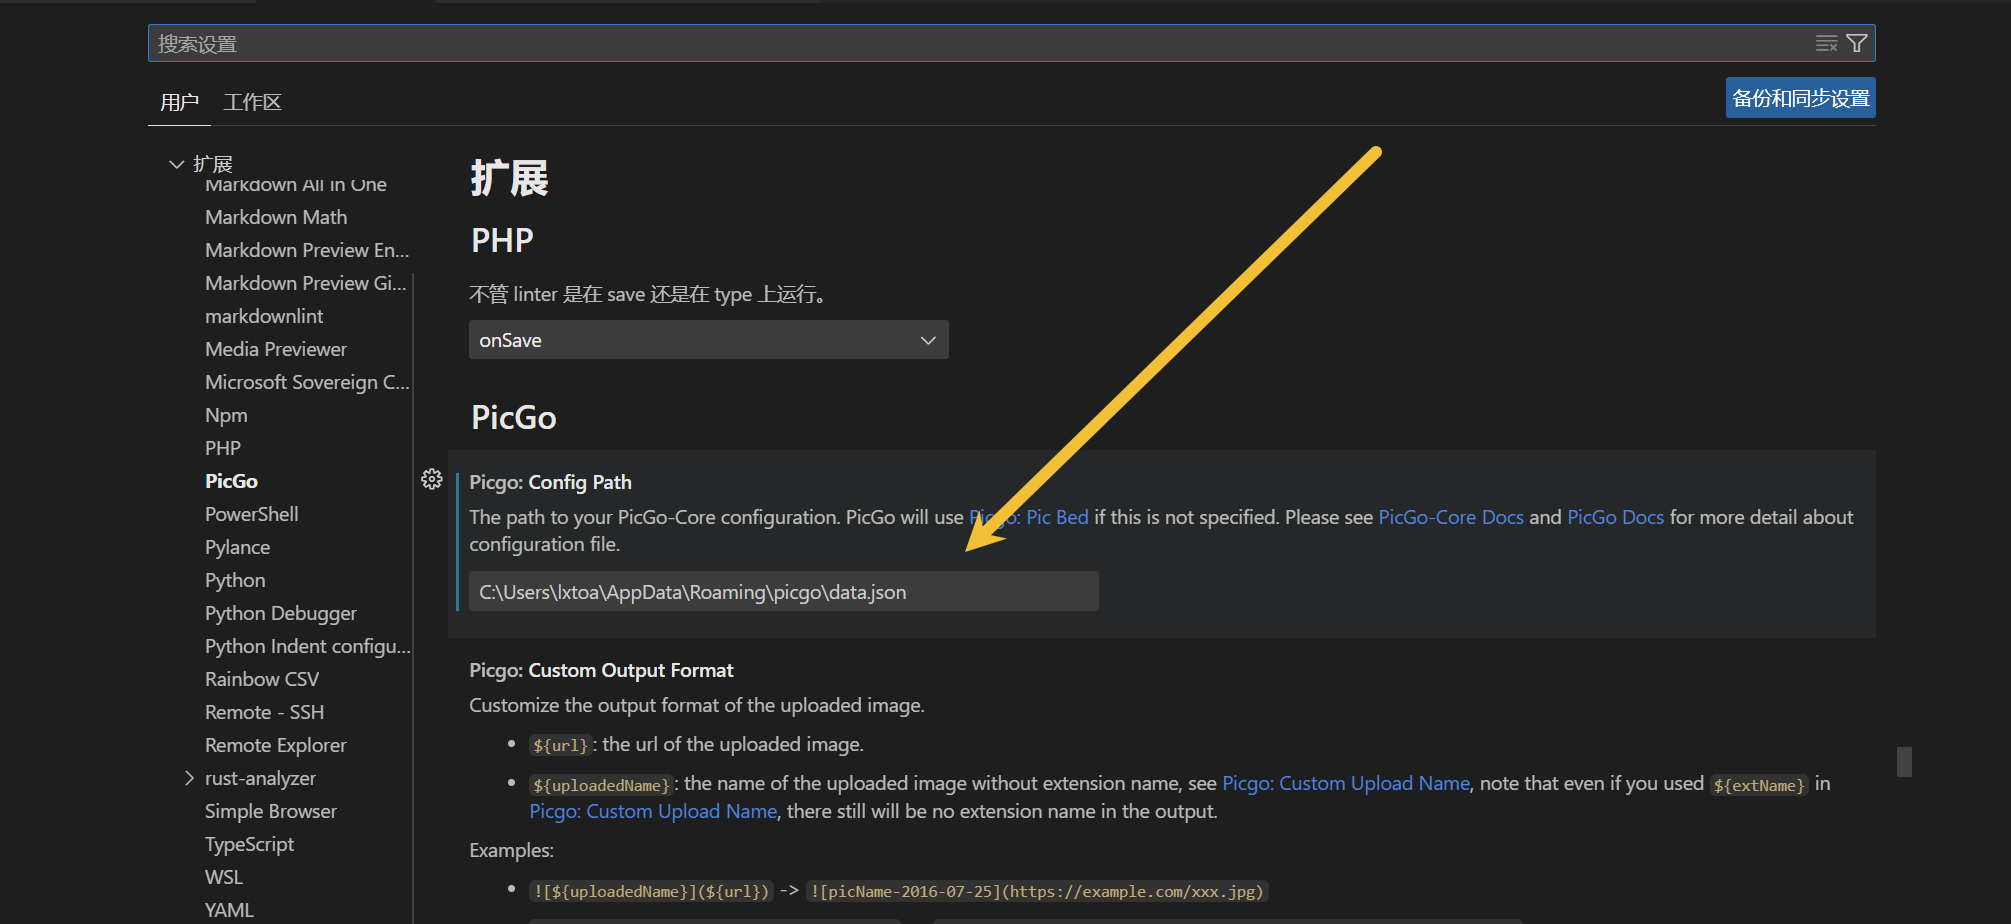 搜索设置
用户
工作区
备份和同步设置
扩展
Markdown All in One
Markdown Math
Markdown Preview En...
Markdown Preview Gi...
markdownlint
Media Previewer
Microsoft Sovereign C...
Npm
PHP
PicGo
PowerShell
Pylance
Python
Python Debugger
Python Indent configu...
Rainbow CSV
Remote - SSH
Remote Explorer
rust-analyzer
Simple Browser
TypeScript
WSL
YAML
扩展
PHP
不管 linter 是在 save 还是在 type 上运行。
onSave
PicGo
Picgo: Config Path
The path to your PicGo-Core configuration. PicGo will use Picgo: Pic Bed if this is not specified. Please see PicGo-Core Docs and PicGo Docs for more detail about
configuration file.
C:\Users\lxtoa\AppData\Roaming\picgo\data.json
Picgo: Custom Output Format
Customize the output format of the uploaded image.
${url}: the url of the uploaded image.
${uploadedName}: the name of the uploaded image without extension name, see Picgo: Custom Upload Name, note that even if you used ${extName} in
Picgo: Custom Upload Name, there still will be no extension name in the output.
Examples:
![${uploadedName}](${url}) -> ![picName-2016-07-25](https://example.com/xxx.jpg)